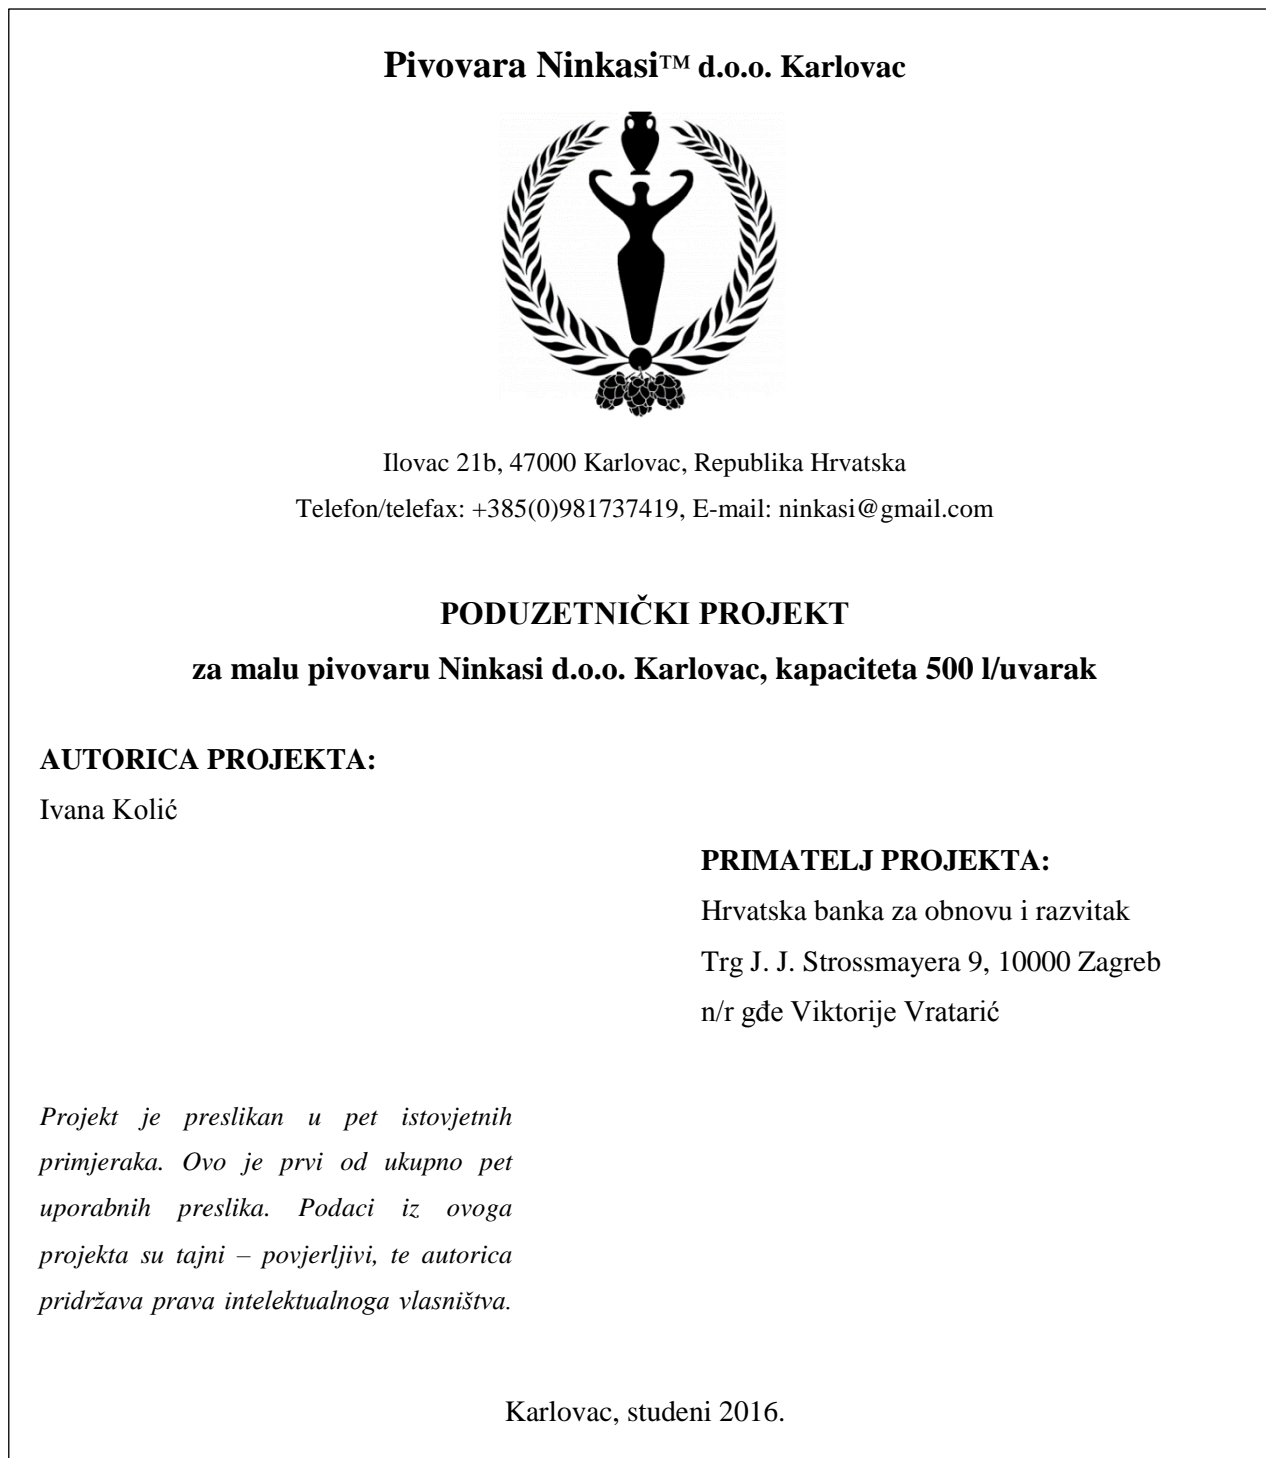 Pivovara Ninkasi™ d.o.o. Karlovac
Ilovac 21b, 47000 Karlovac, Republika Hrvatska
Telefon/telefax: +385(0)981737419, E-mail: ninkasi@gmail.com
PODUZETNIČKI PROJEKT
za malu pivovaru Ninkasi d.o.o. Karlovac, kapaciteta 500 l/uvarak
AUTORICA PROJEKTA:
Ivana Kolić
PRIMATELJ PROJEKTA:
Hrvatska banka za obnovu i razvitak
Trg J. J. Strossmayera 9, 10000 Zagreb
n/r gđe Viktorije Vratarić
Projekt je preslikan u pet istovjetnih
primjeraka. Ovo je prvi od ukupno pet
uporabnih preslika. Podaci iz ovoga
projekta su tajni – povjerljivi, te autorica
pridržava prava intelektualnoga vlasništva.
Karlovac, studeni 2016.